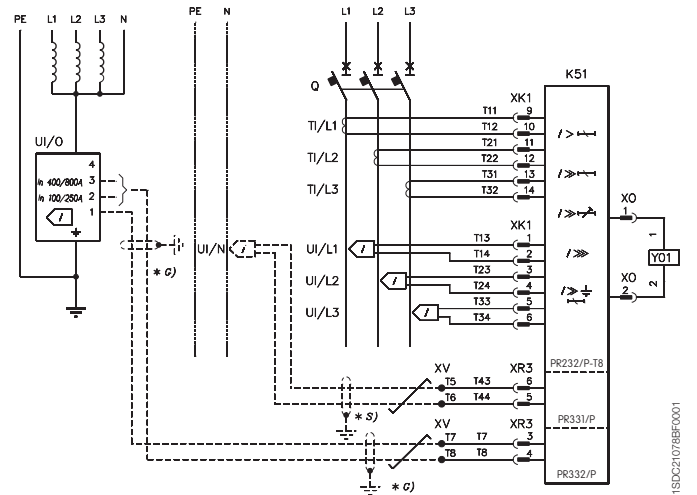 PE L1 L2 L3 N PE N L1 L2 L3
K51
Q
XK1
UI/O
4
In 400/800A 3
In 100/250A 2
1
TI/L1 T11 9
T12 10
TI/L2 T21 11
T22 12
TI/L3 T31 13
T32 14
I>
I≫
I≫
I⋙
I≫
XO
1
Y01
1
2
XO
2
* G)
UI/N
XK1
UI/L1 T13 1
T14 2
UI/L2 T23 3
T24 4
UI/L3 T33 5
T34 6
PR232/P-T8
XV XR3
T5 T43 6
T6 T44 5
* S)
PR331/P
XV XR3
T7 T7 3
T8 T8 4
PR332/P
* G)
1SDC21078BF0001